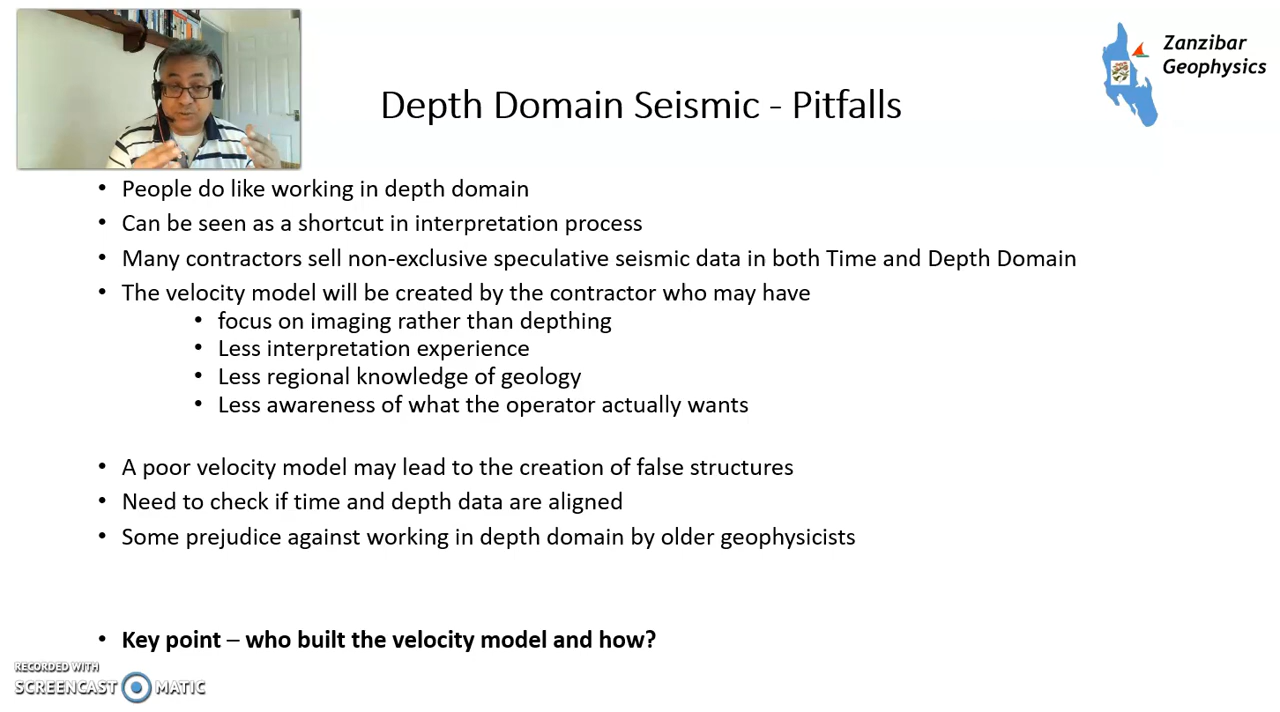 Zanzibar
Geophysics
Depth Domain Seismic - Pitfalls
• People do like working in depth domain
• Can be seen as a shortcut in interpretation process
• Many contractors sell non-exclusive speculative seismic data in both Time and Depth Domain
• The velocity model will be created by the contractor who may have
• focus on imaging rather than depthing
• Less interpretation experience
• Less regional knowledge of geology
• Less awareness of what the operator actually wants
• A poor velocity model may lead to the creation of false structures
• Need to check if time and depth data are aligned
• Some prejudice against working in depth domain by older geophysicists
• Key point – who built the velocity model and how?
RECORDED WITH
SCREENCAST MATIC